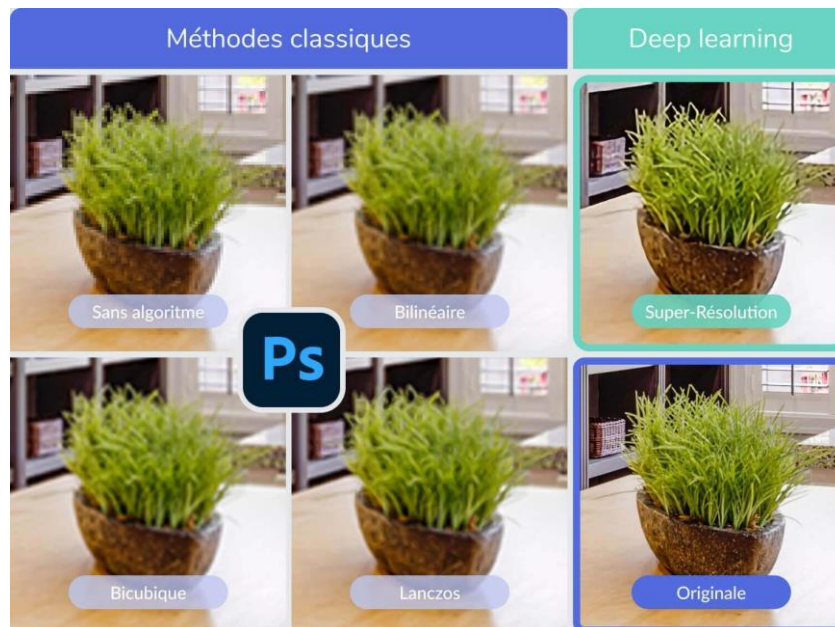 Méthodes classiques
Deep learning
Sans algoritme
Bilinéaire
Super-Résolution
Ps
Bicubique
Lanczos
Originale